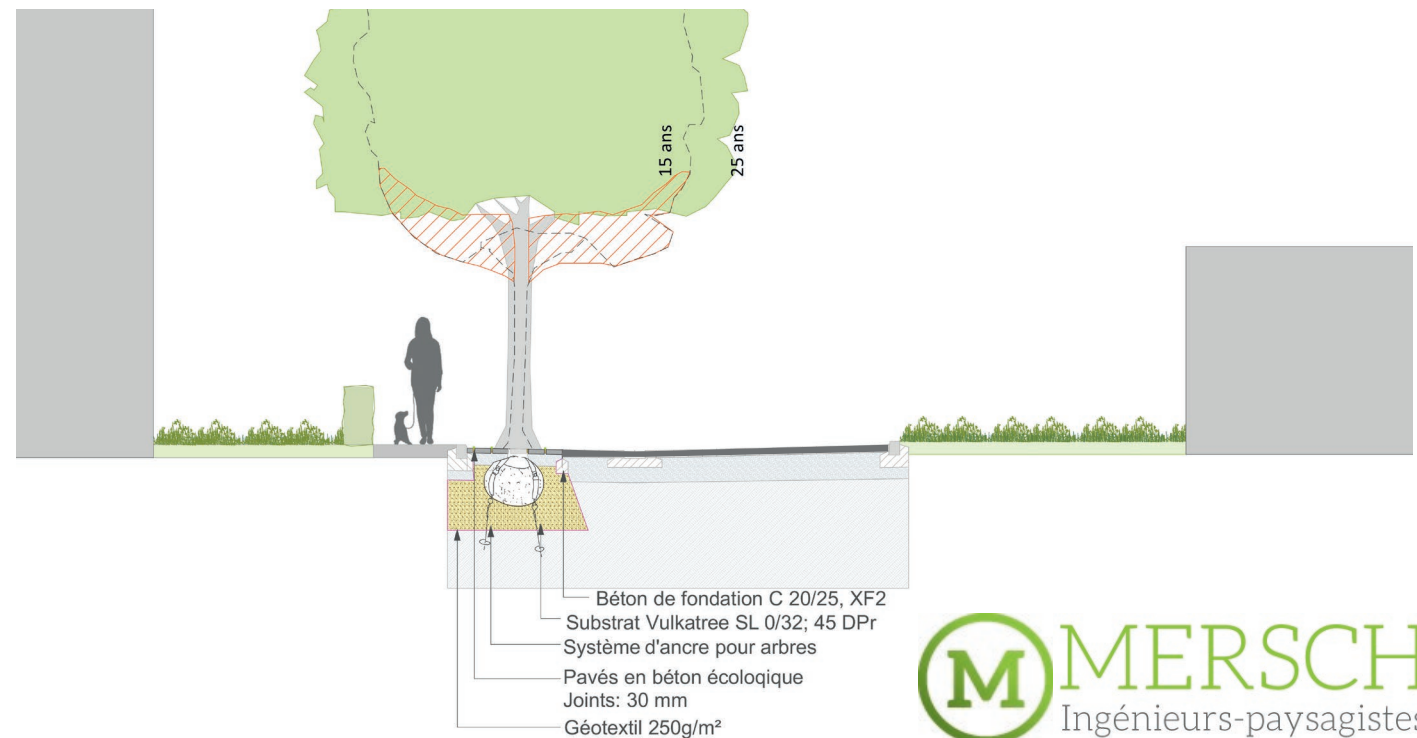 15 ans
25 ans
Béton de fondation C 20/25, XF2
Substrat Vulkatree SL 0/32; 45 DPr
Système d'ancre pour arbres
Pavés en béton écoloqique
Joints: 30 mm
Géotextil 250g/m²
M MERSCH
Ingénieurs-paysagistes